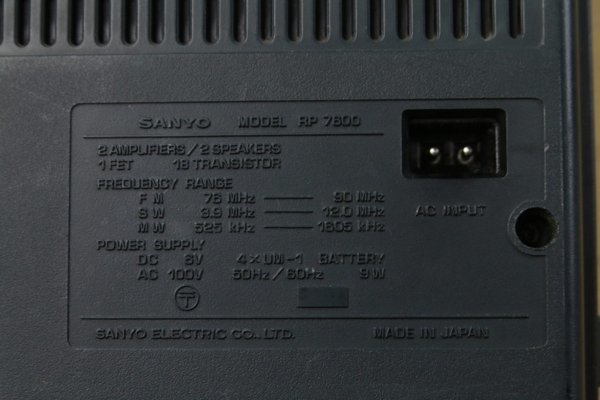 SANYO MODEL RP 7600
2 AMPLIFIERS / 2 SPEAKERS
1 FET 18 TRANSISTOR
FREQUENCY RANGE
FM 76 MHz — 90 MHz
SW 3.9 MHz — 12.0 MHz
MW 525 kHz — 1605 kHz
POWER SUPPLY
DC 6V 4×UM-1 BATTERY
AC 100V 50Hz / 60Hz 9W
AC INPUT
〒
SANYO ELECTRIC CO., LTD. MADE IN JAPAN